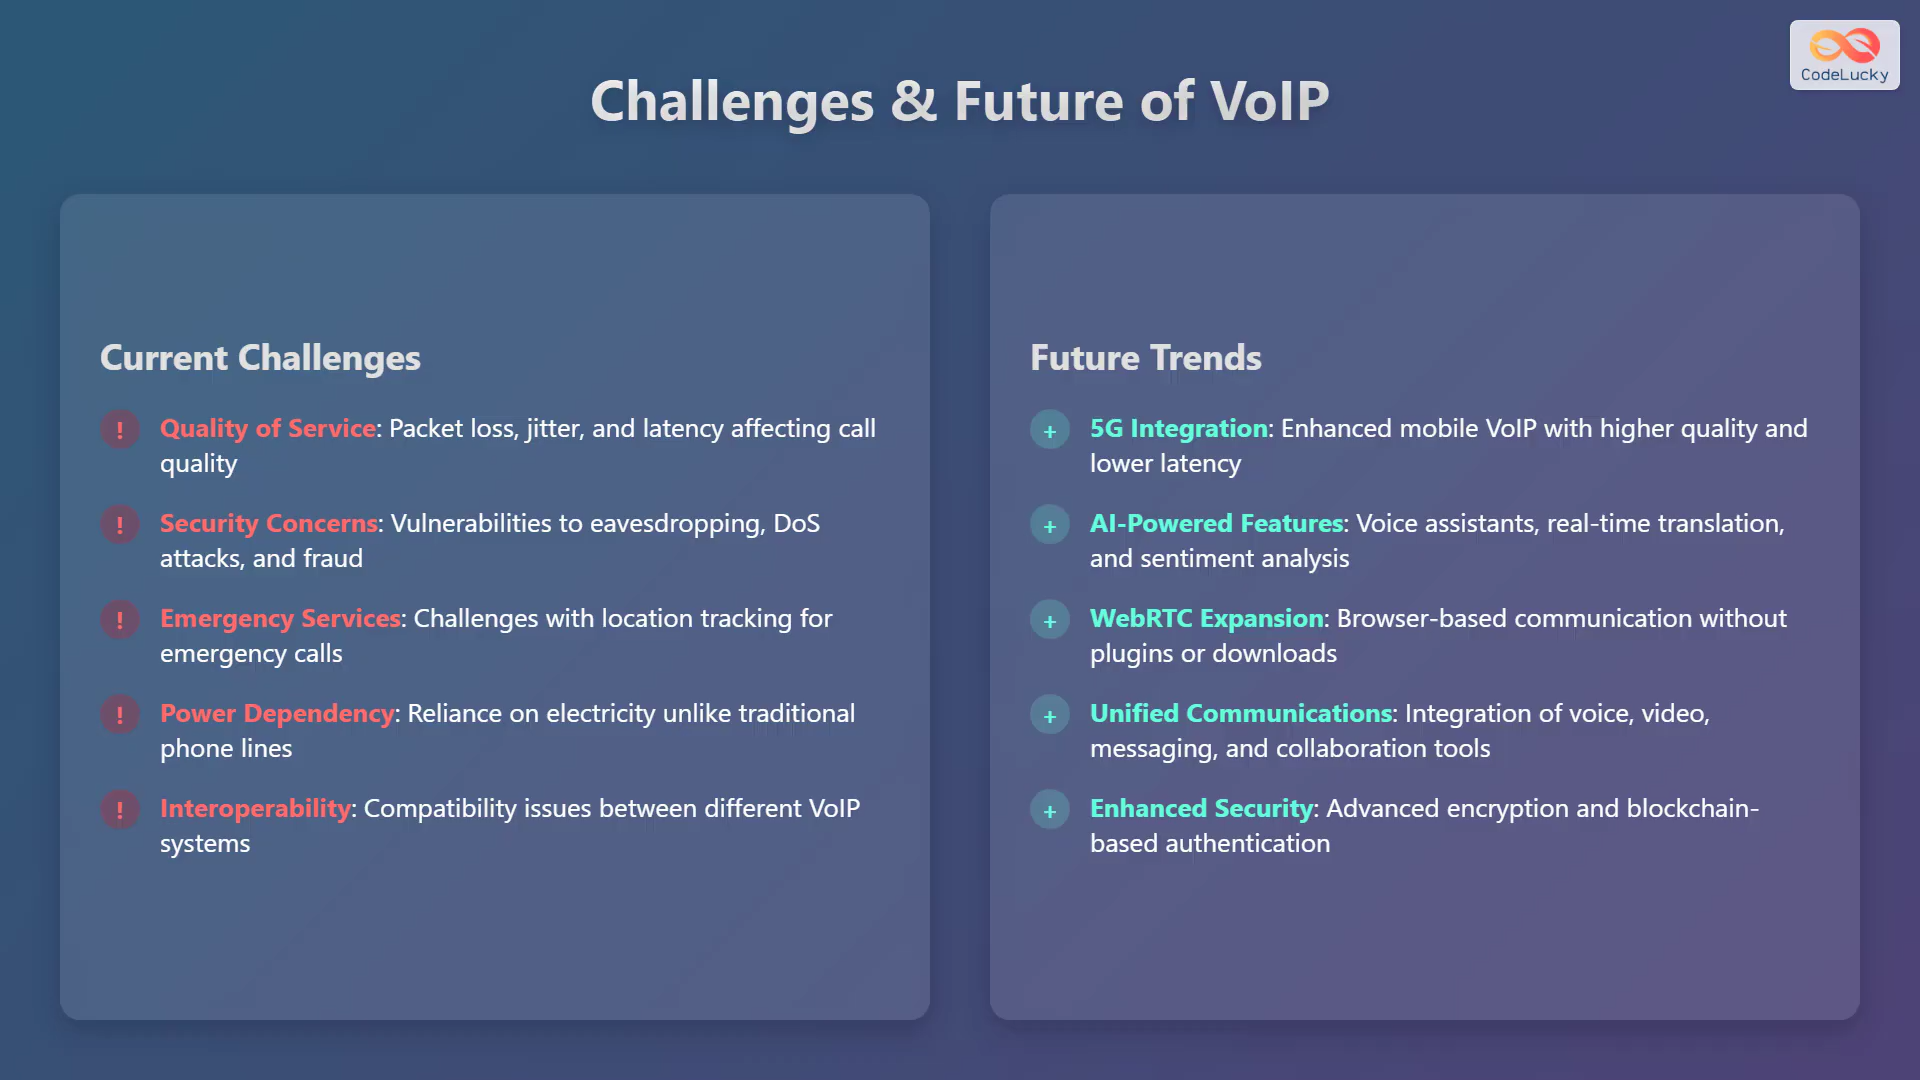 CodeLucky
Challenges & Future of VoIP
Current Challenges
! Quality of Service: Packet loss, jitter, and latency affecting call
quality
! Security Concerns: Vulnerabilities to eavesdropping, DoS
attacks, and fraud
! Emergency Services: Challenges with location tracking for
emergency calls
! Power Dependency: Reliance on electricity unlike traditional
phone lines
! Interoperability: Compatibility issues between different VoIP
systems
Future Trends
+ 5G Integration: Enhanced mobile VoIP with higher quality and
lower latency
+ AI-Powered Features: Voice assistants, real-time translation,
and sentiment analysis
+ WebRTC Expansion: Browser-based communication without
plugins or downloads
+ Unified Communications: Integration of voice, video,
messaging, and collaboration tools
+ Enhanced Security: Advanced encryption and blockchain-
based authentication